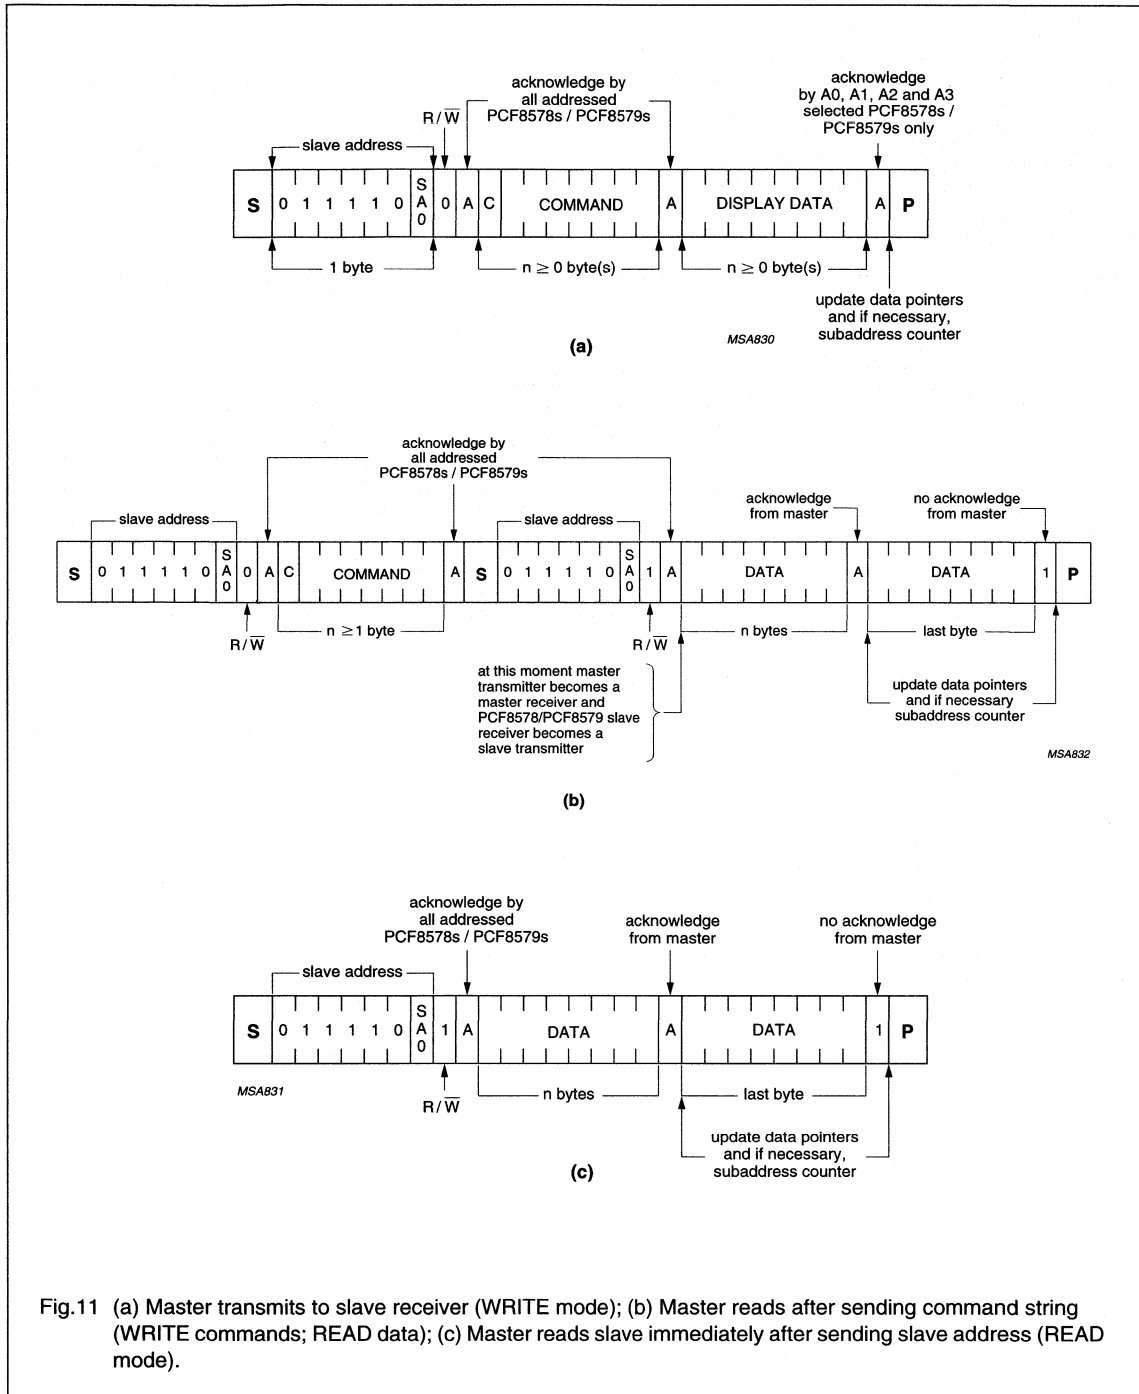 acknowledge by
all addressed
PCF8578s / PCF8579s
acknowledge
by A0, A1, A2 and A3
selected PCF8578s /
PCF8579s only
R/W
slave address
S 0 1 1 1 1 0 SA0 0 A C COMMAND A DISPLAY DATA A P
1 byte
n ≥ 0 byte(s)
n ≥ 0 byte(s)
update data pointers
and if necessary,
subaddress counter
(a)
MSA830
acknowledge by
all addressed
PCF8578s / PCF8579s
acknowledge
from master
no acknowledge
from master
slave address
slave address
S 0 1 1 1 1 0 SA0 0 A C COMMAND A S 0 1 1 1 1 0 SA0 1 A DATA A DATA 1 P
R/W
n ≥1 byte
R/W
n bytes
last byte
at this moment master
transmitter becomes a
master receiver and
PCF8578/PCF8579 slave
receiver becomes a
slave transmitter
update data pointers
and if necessary
subaddress counter
MSA832
(b)
acknowledge by
all addressed
PCF8578s / PCF8579s
acknowledge
from master
no acknowledge
from master
slave address
S 0 1 1 1 1 0 SA0 1 A DATA A DATA 1 P
MSA831
R/W
n bytes
last byte
update data pointers
and if necessary,
subaddress counter
(c)
Fig.11 (a) Master transmits to slave receiver (WRITE mode); (b) Master reads after sending command string
(WRITE commands; READ data); (c) Master reads slave immediately after sending slave address (READ
mode).